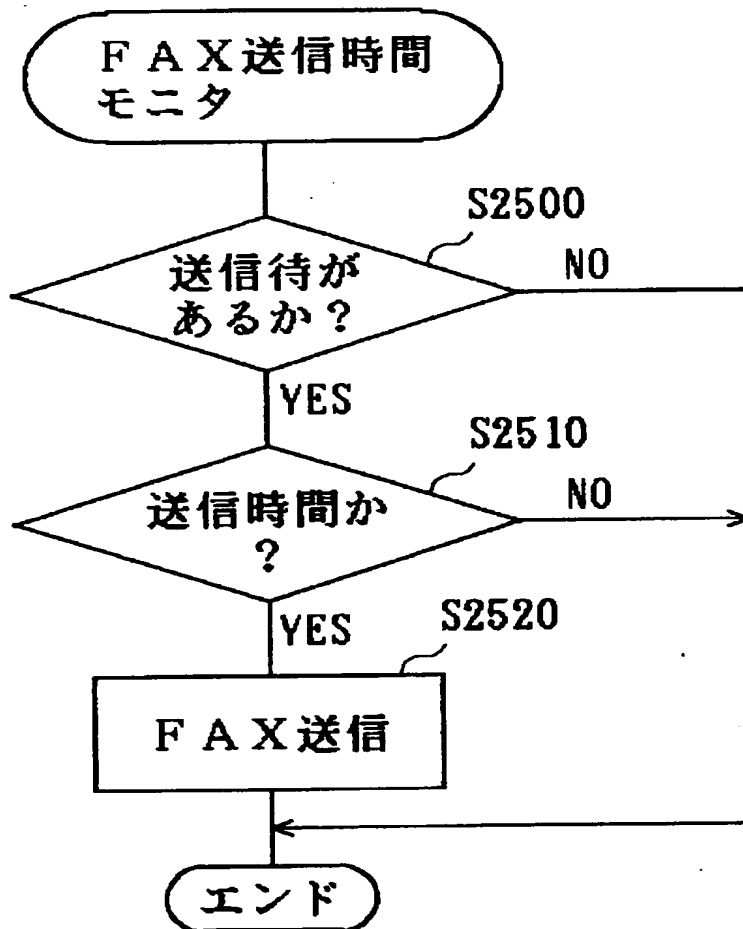 ＦＡＸ送信時間
モニタ
S2500
送信待が
あるか？
NO
YES
S2510
送信時間か
？
NO
YES
S2520
ＦＡＸ送信
エンド